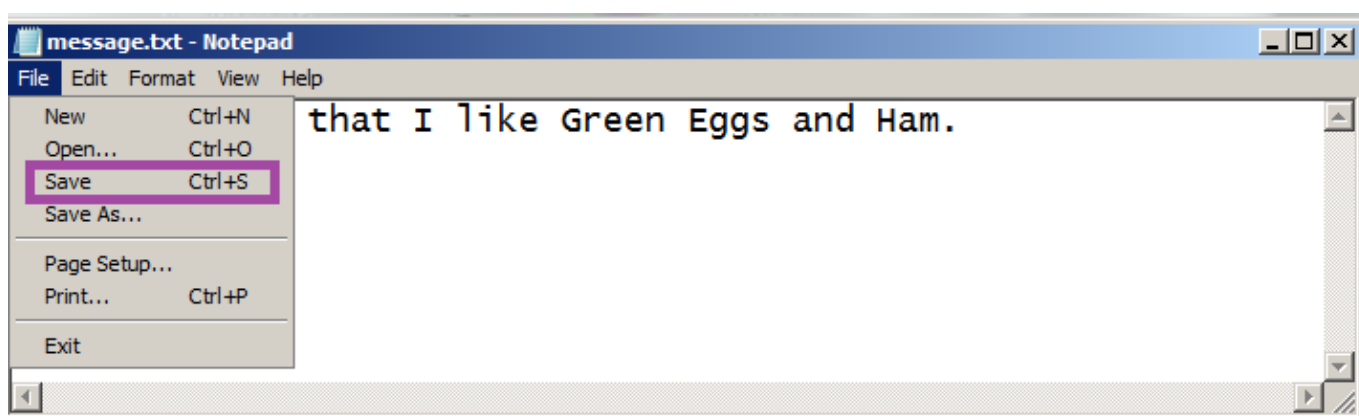 message.txt - Notepad
File Edit Format View Help
New Ctrl+N
Open... Ctrl+O
Save Ctrl+S
Save As...
Page Setup...
Print... Ctrl+P
Exit
that I like Green Eggs and Ham.